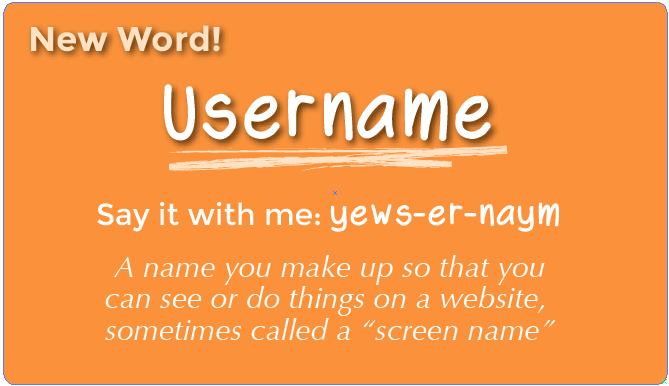 New Word!
Username
Say it with me: yews-er-naym
A name you make up so that you
can see or do things on a website,
sometimes called a “screen name”